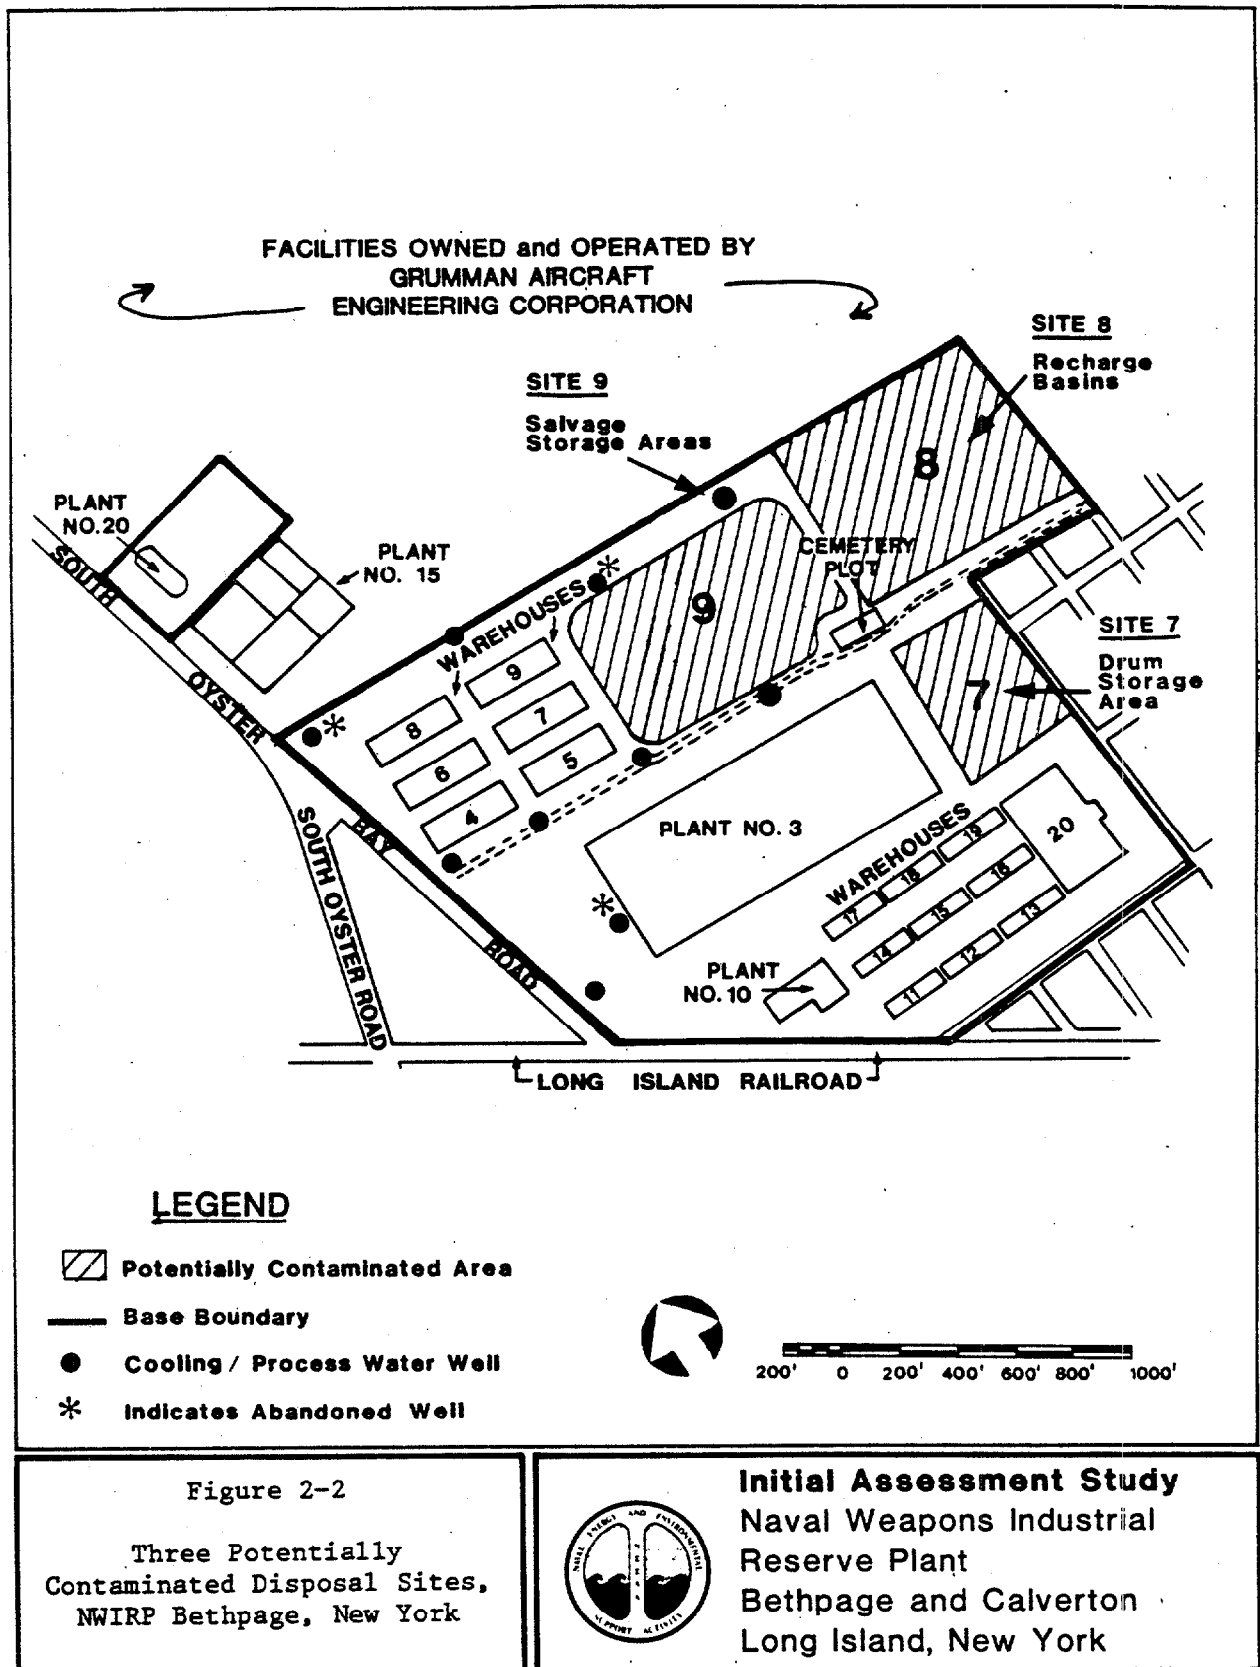 FACILITIES OWNED and OPERATED BY
GRUMMAN AIRCRAFT
ENGINEERING CORPORATION
SITE 8
Recharge
Basins
SITE 9
Salvage
Storage Areas
8
PLANT
NO.20
PLANT
NO. 15
CEMETERY
PLOT
9
SITE 7
Drum
Storage
Area
7
SOUTH
OYSTER
BAY
ROAD
WAREHOUSES
9
8
7
6
5
4
SOUTH OYSTER ROAD
PLANT NO. 3
WAREHOUSES
20
19
18
17
16
15
14
13
12
11
PLANT
NO. 10
LONG ISLAND RAILROAD
LEGEND
Potentially Contaminated Area
Base Boundary
Cooling / Process Water Well
Indicates Abandoned Well
200' 0 200' 400' 600' 800' 1000'
Figure 2-2
Three Potentially
Contaminated Disposal Sites,
NWIRP Bethpage, New York
NAVAL ENERGY AND ENVIRONMENTAL
SUPPORT ACTIVITY
Initial Assessment Study
Naval Weapons Industrial
Reserve Plant
Bethpage and Calverton
Long Island, New York